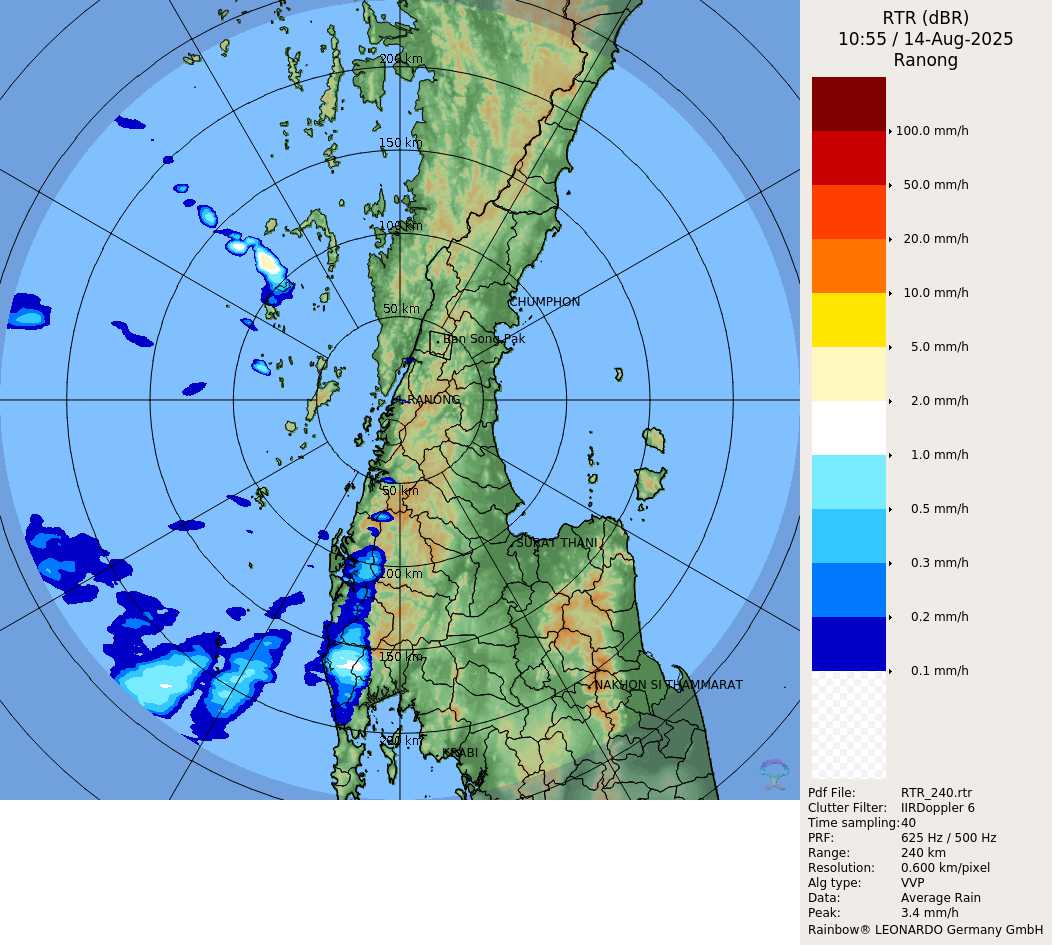 RTR (dBR)
10:55 / 14-Aug-2025
Ranong
200 km
150 km
100 km
50 km
CHUMPHON
Ban Song Pak
RANONG
50 km
SURAT THANI
100 km
150 km
NAKHON SI THAMMARAT
200 km
KRABI
100.0 mm/h
50.0 mm/h
20.0 mm/h
10.0 mm/h
5.0 mm/h
2.0 mm/h
1.0 mm/h
0.5 mm/h
0.3 mm/h
0.2 mm/h
0.1 mm/h
Pdf File: RTR_240.rtr
Clutter Filter: IIRDoppler 6
Time sampling: 40
PRF: 625 Hz / 500 Hz
Range: 240 km
Resolution: 0.600 km/pixel
Alg type: VVP
Data: Average Rain
Peak: 3.4 mm/h
Rainbow® LEONARDO Germany GmbH